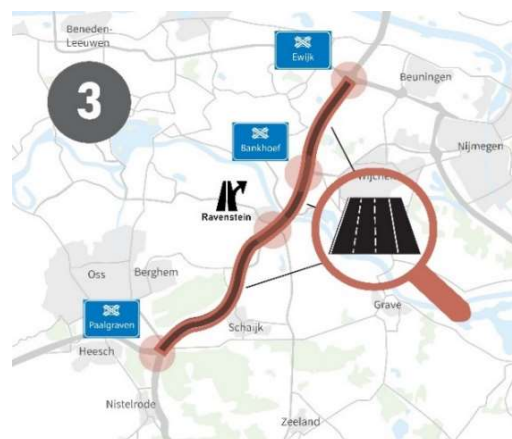 Beneden-
Leeuwen
Ewijk
3
Beuningen
Nijmegen
Bankhoef
Ravenstein
Oss
Berghem
Grave
Paalgraven
Schaijk
Heesch
Nistelrode
Zeeland